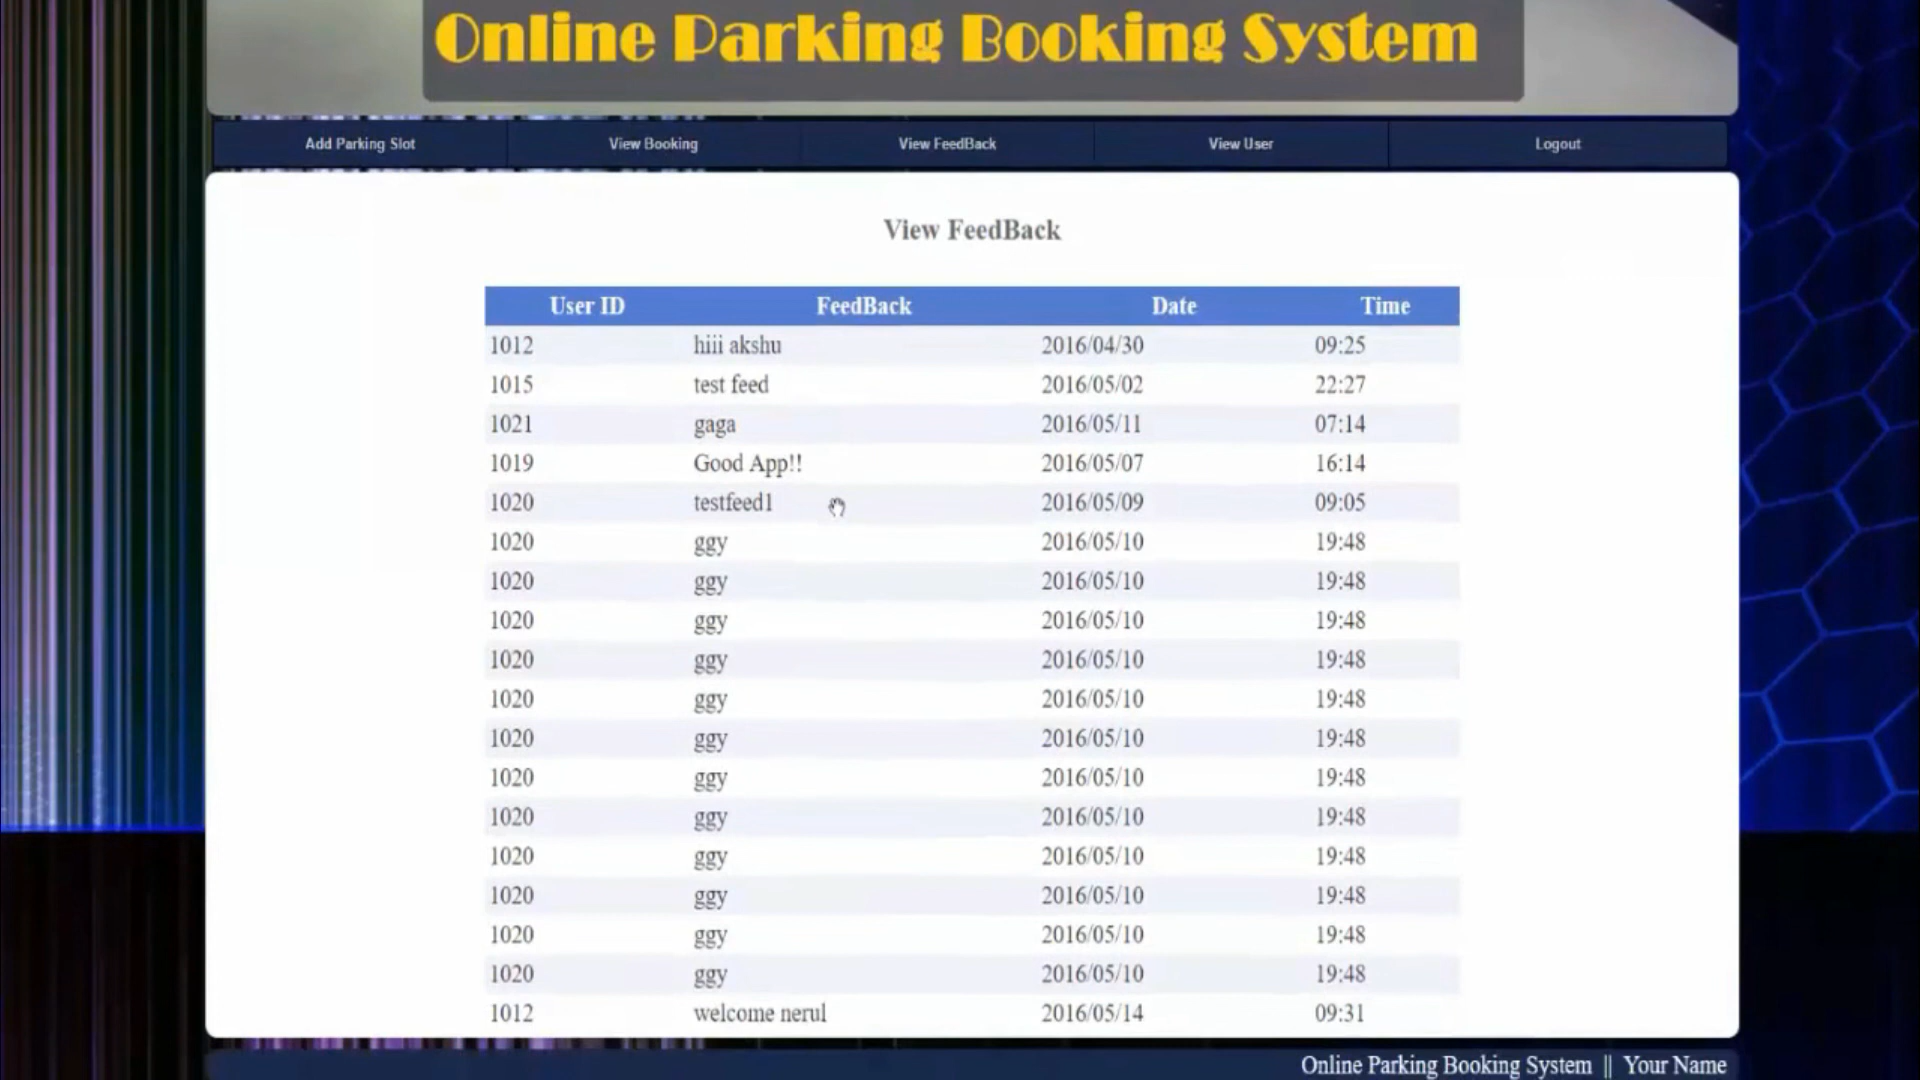 Online Parking Booking System
Add Parking Slot View Booking View FeedBack View User Logout
View FeedBack
User ID FeedBack Date Time
1012 hiii akshu 2016/04/30 09:25
1015 test feed 2016/05/02 22:27
1021 gaga 2016/05/11 07:14
1019 Good App!! 2016/05/07 16:14
1020 testfeed1 2016/05/09 09:05
1020 ggy 2016/05/10 19:48
1020 ggy 2016/05/10 19:48
1020 ggy 2016/05/10 19:48
1020 ggy 2016/05/10 19:48
1020 ggy 2016/05/10 19:48
1020 ggy 2016/05/10 19:48
1020 ggy 2016/05/10 19:48
1020 ggy 2016/05/10 19:48
1020 ggy 2016/05/10 19:48
1020 ggy 2016/05/10 19:48
1020 ggy 2016/05/10 19:48
1020 ggy 2016/05/10 19:48
1012 welcome nerul 2016/05/14 09:31
Online Parking Booking System || Your Name